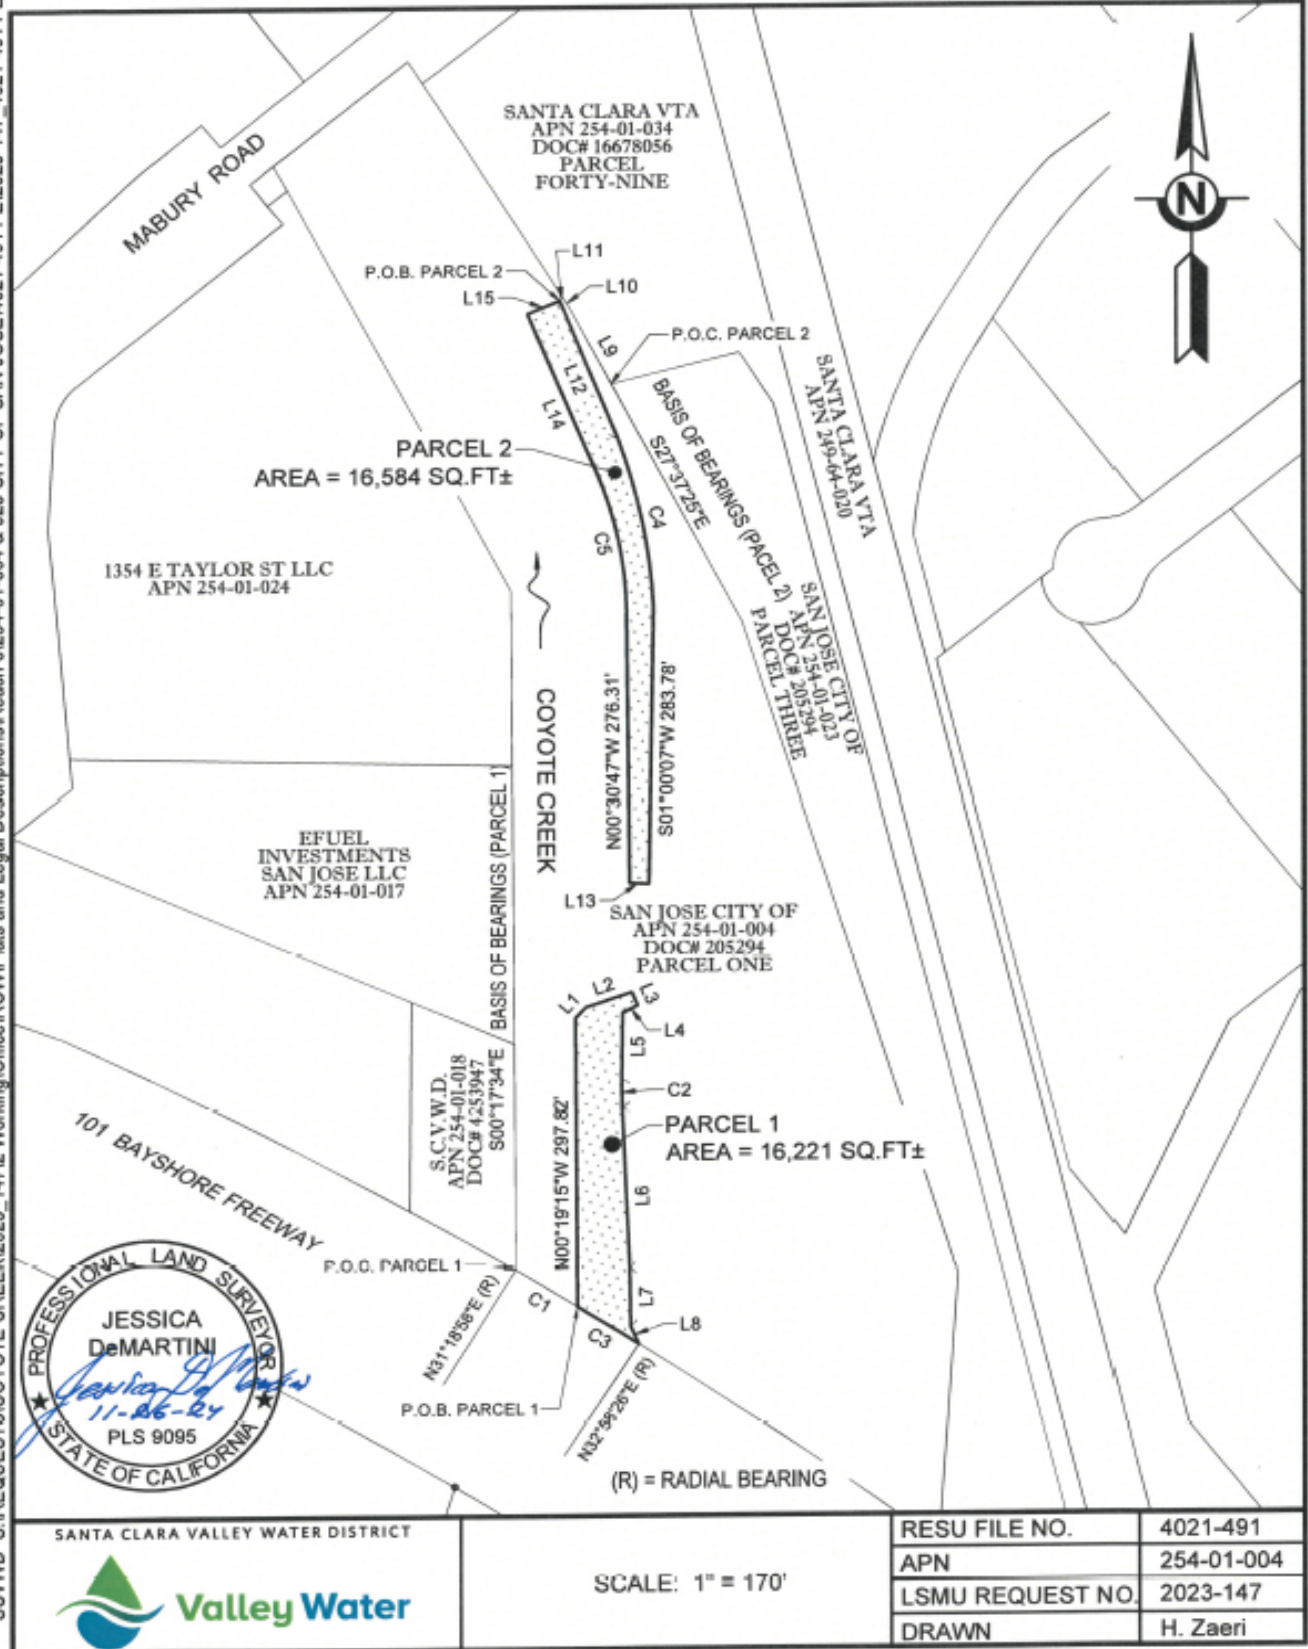 SANTA CLARA VTA
APN 254-01-034
DOC# 16678056
PARCEL
FORTY-NINE
MABURY ROAD
N
L11
P.O.B. PARCEL 2
L10
L15
L9
P.O.C. PARCEL 2
L12
L14
SANTA CLARA VTA
APN 249-64-020
BASIS OF BEARINGS (PACEL 2)
S27°37'25"E
PARCEL 2
AREA = 16,584 SQ.FT±
C4
C5
1354 E TAYLOR ST LLC
APN 254-01-024
SAN JOSE CITY OF
APN 254-01-023
DOC# 205294
PARCEL THREE
COYOTE CREEK
N00°30'47"W 276.31'
S01°00'07"W 283.78'
EFUEL
INVESTMENTS
SAN JOSE LLC
APN 254-01-017
BASIS OF BEARINGS (PARCEL 1)
S00°17'34"E
L13
SAN JOSE CITY OF
APN 254-01-004
DOC# 205294
PARCEL ONE
L1
L2
L3
L4
L5
C2
S.C.V.W.D.
APN 254-01-018
DOC# 4253947
PARCEL 1
AREA = 16,221 SQ.FT±
N00°19'15"W 297.82'
L6
101 BAYSHORE FREEWAY
P.O.C. PARCEL 1
C1
L7
L8
C3
N31°18'58"E (R)
P.O.B. PARCEL 1
N32°58'26"E (R)
(R) = RADIAL BEARING
PROFESSIONAL LAND SURVEYOR
JESSICA
DeMARTINI
11-26-24
PLS 9095
STATE OF CALIFORNIA
SANTA CLARA VALLEY WATER DISTRICT
Valley Water
SCALE: 1" = 170'
RESU FILE NO. 4021-491
APN 254-01-004
LSMU REQUEST NO. 2023-147
DRAWN H. Zaeri